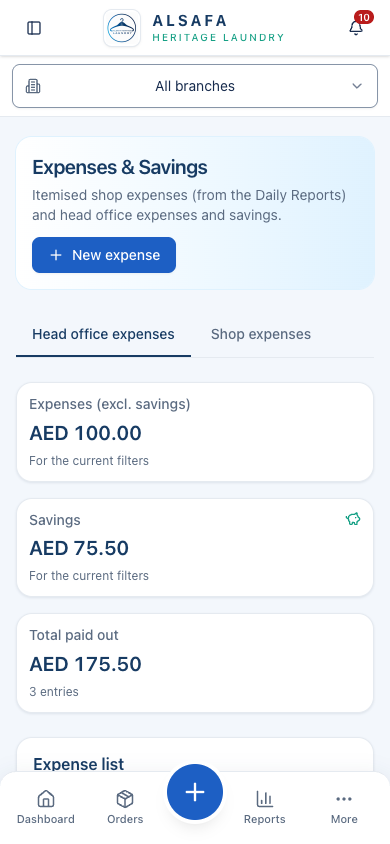 ALSAFA
HERITAGE LAUNDRY
10
All branches
Expenses & Savings
Itemised shop expenses (from the Daily Reports)
and head office expenses and savings.
New expense
Head office expenses
Shop expenses
Expenses (excl. savings)
AED 100.00
For the current filters
Savings
AED 75.50
For the current filters
Total paid out
AED 175.50
3 entries
Expense list
Dashboard
Orders
Reports
More